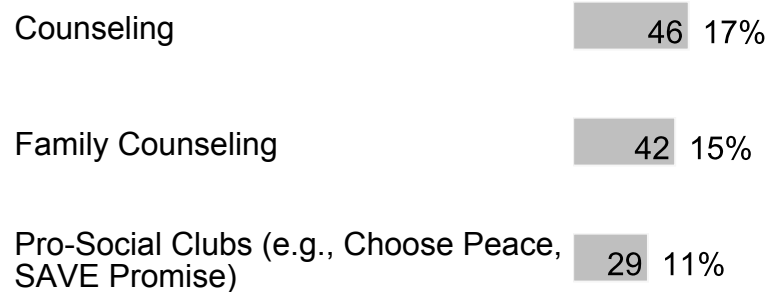 Counseling 46 17%
Family Counseling 42 15%
Pro-Social Clubs (e.g., Choose Peace,
SAVE Promise) 29 11%